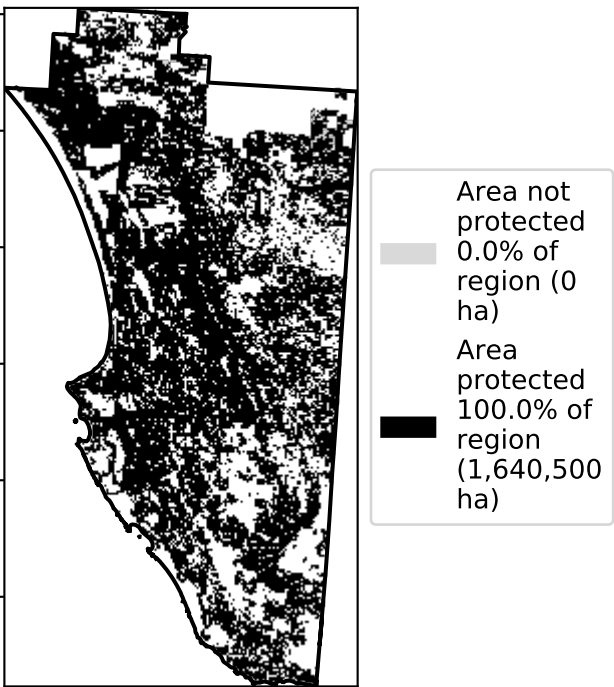 Area not
protected
0.0% of
region (0
ha)
Area
protected
100.0% of
region
(1,640,500
ha)